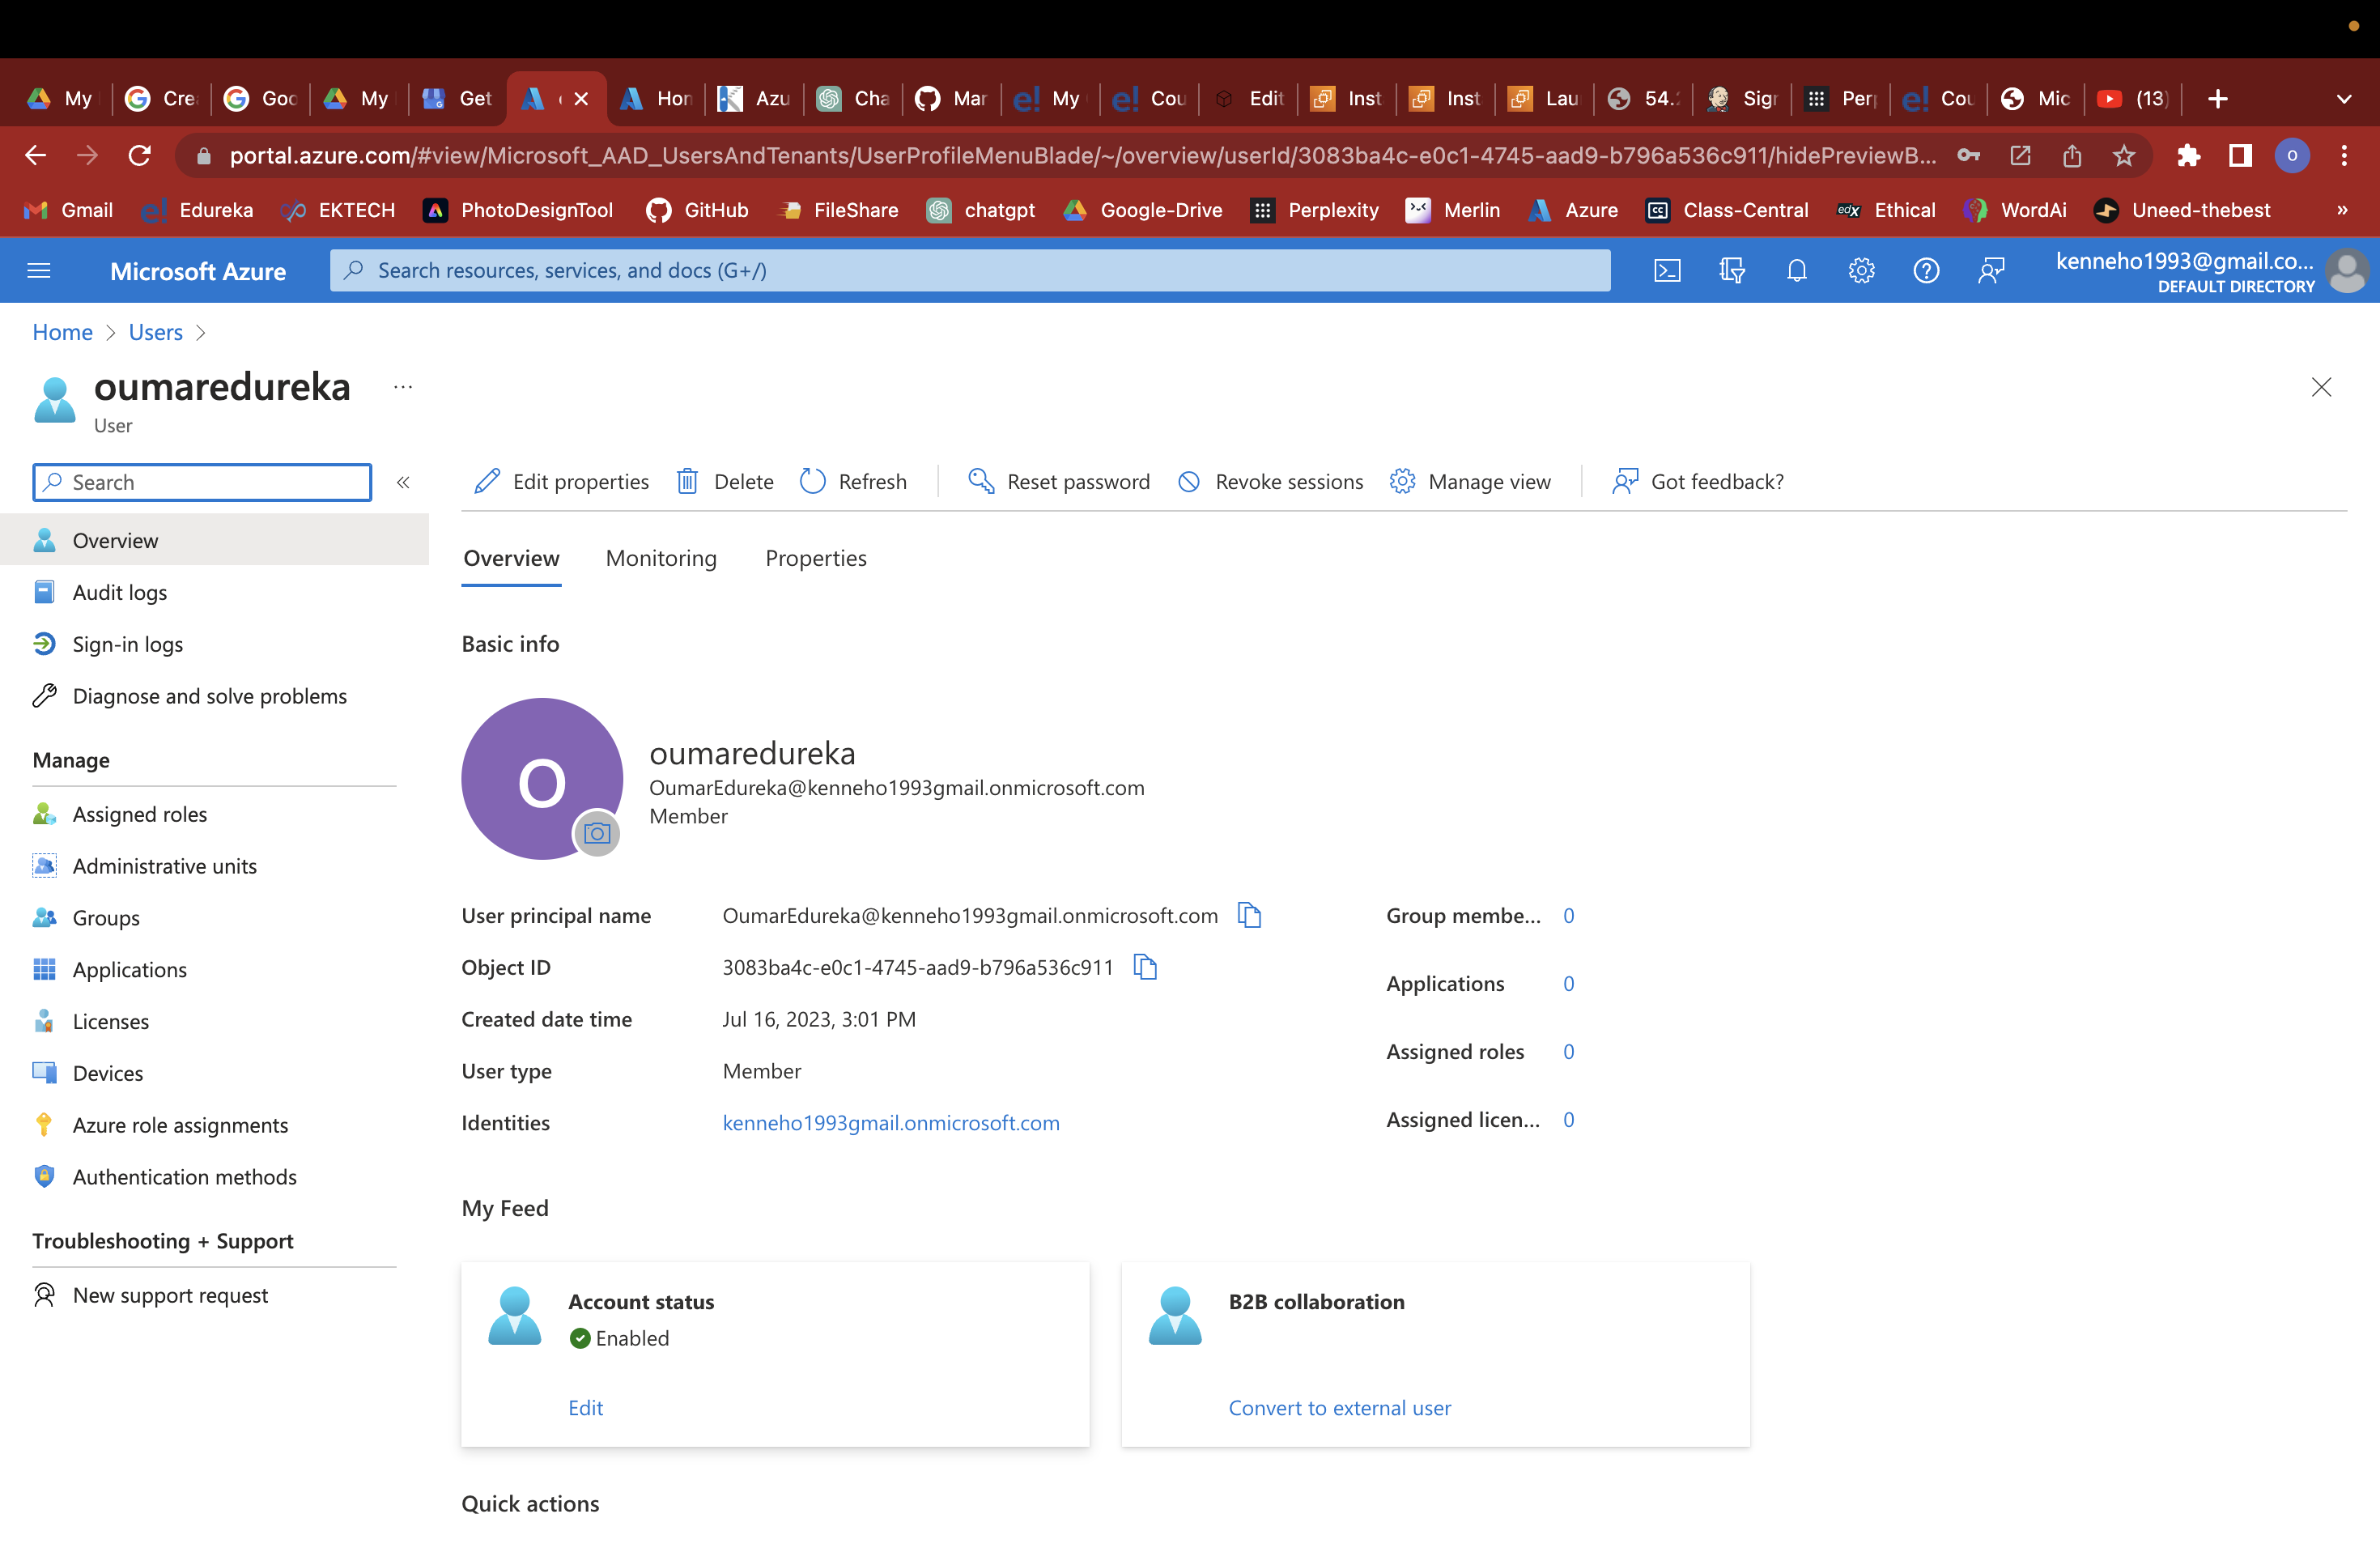 My Cre Goo My Get Hon Azu Cha Mar My Cou Edit Inst Inst Lau 54. Sign Per Cou Mic (13)
portal.azure.com/#view/Microsoft_AAD_UsersAndTenants/UserProfileMenuBlade/~/overview/userId/3083ba4c-e0c1-4745-aad9-b796a536c911/hidePreviewB... O
Gmail Edureka EKTECH PhotoDesignTool GitHub FileShare chatgpt Google-Drive Perplexity Merlin Azure Class-Central Ethical WordAi Uneed-thebest »
Microsoft Azure
Search resources, services, and docs (G+/)
kenneho1993@gmail.co...
DEFAULT DIRECTORY
Home > Users >
oumaredureka ...
User
Search «
Edit properties Delete Refresh Reset password Revoke sessions Manage view Got feedback?
Overview
Audit logs
Sign-in logs
Diagnose and solve problems
Manage
Assigned roles
Administrative units
Groups
Applications
Licenses
Devices
Azure role assignments
Authentication methods
Troubleshooting + Support
New support request
Overview Monitoring Properties
Basic info
O
oumaredureka
OumarEdureka@kenneho1993gmail.onmicrosoft.com
Member
User principal name OumarEdureka@kenneho1993gmail.onmicrosoft.com
Object ID 3083ba4c-e0c1-4745-aad9-b796a536c911
Created date time Jul 16, 2023, 3:01 PM
User type Member
Identities kenneho1993gmail.onmicrosoft.com
Group membe... 0
Applications 0
Assigned roles 0
Assigned licen... 0
My Feed
Account status
Enabled
Edit
B2B collaboration
Convert to external user
Quick actions